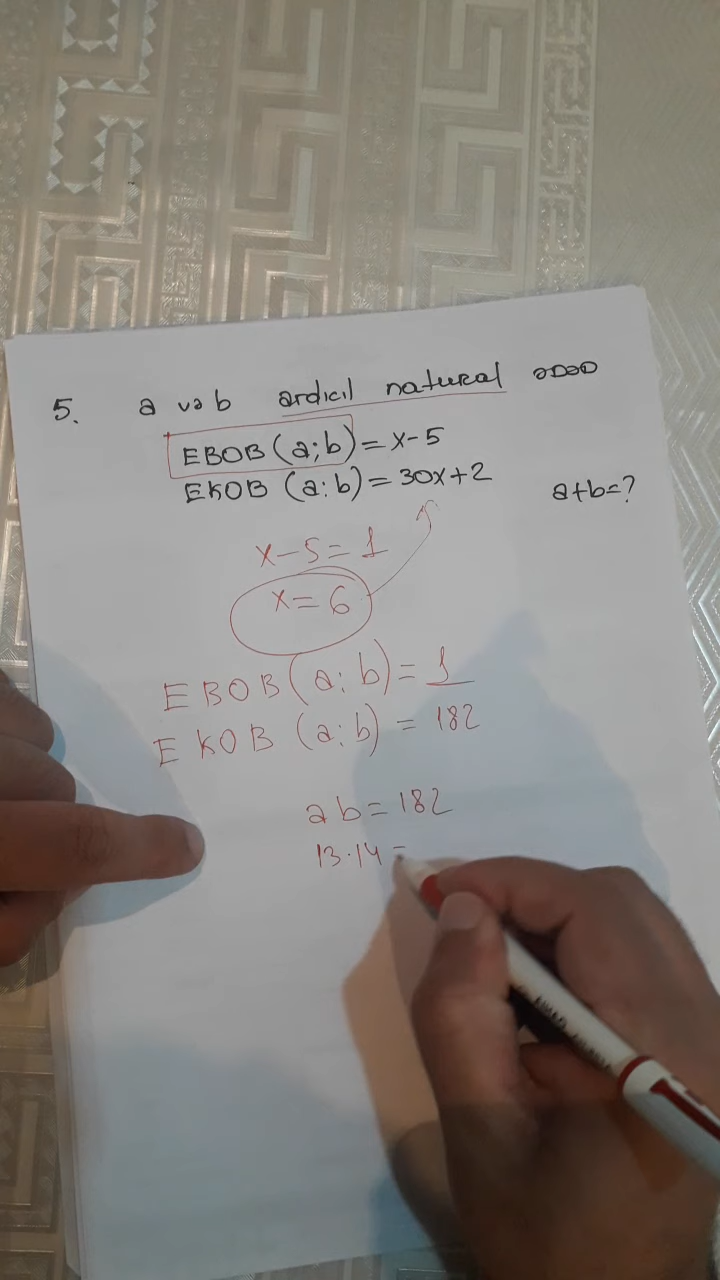 5. a və b ardıcıl natural ədəd
EBOB (a;b) = x-5
EKOB (a;b) = 30x+2 a+b=?
x-5=1
x=6
EBOB (a;b) = 1
EKOB (a;b) = 182
ab=182
13·14=